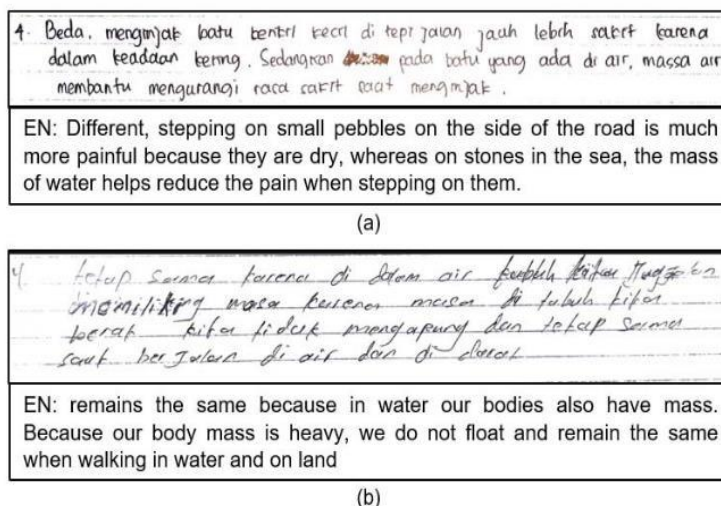 4. Beda, menginjak batu kerikil kecil di tepi jalan jauh lebih sakit karena
dalam keadaan kering. Sedangkan pada batu yang ada di air, massa air
membantu mengurangi rasa sakit saat menginjak.
EN: Different, stepping on small pebbles on the side of the road is much
more painful because they are dry, whereas on stones in the sea, the mass
of water helps reduce the pain when stepping on them.
(a)
4 tetap sama karena di dalam air tubuh kita Juga
memiliki masa karena masa di tubuh kita
berat kita tiduk mengapung dan tetap sama
saat ber Jalan di air dan di darat
EN: remains the same because in water our bodies also have mass.
Because our body mass is heavy, we do not float and remain the same
when walking in water and on land
(b)